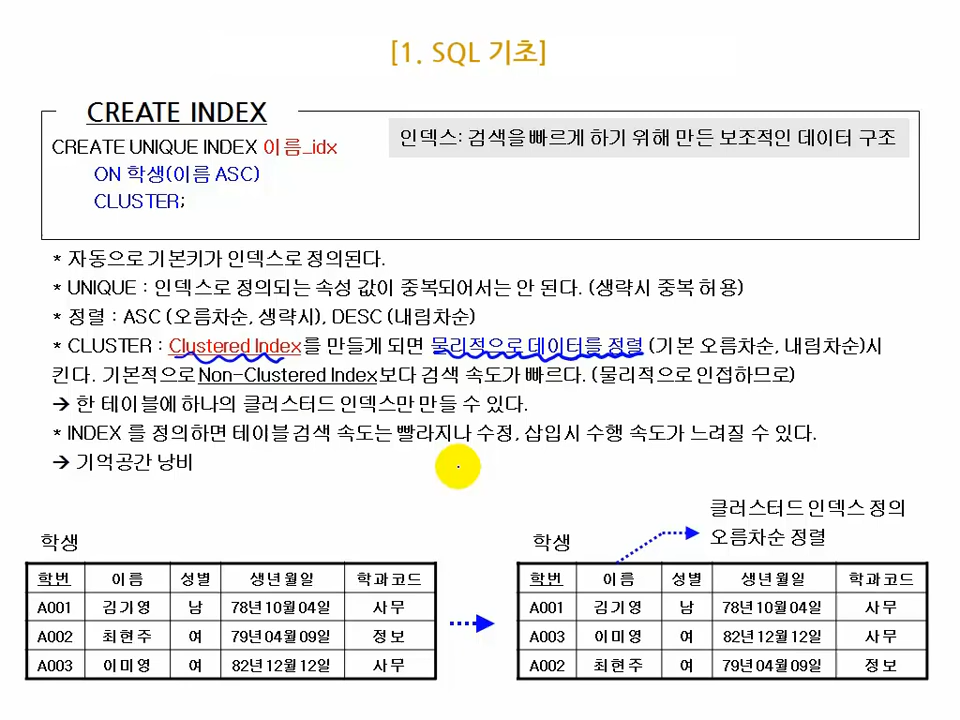 [1. SQL 기초]
CREATE INDEX
CREATE UNIQUE INDEX 이름_idx
ON 학생(이름 ASC)
CLUSTER;
인덱스: 검색을 빠르게 하기 위해 만든 보조적인 데이터 구조
* 자동으로 기본키가 인덱스로 정의된다.
* UNIQUE : 인덱스로 정의되는 속성 값이 중복되어서는 안 된다. (생략시 중복 허용)
* 정렬 : ASC (오름차순, 생략시), DESC (내림차순)
* CLUSTER : Clustered Index를 만들게 되면 물리적으로 데이터를 정렬 (기본 오름차순, 내림차순)시
킨다. 기본적으로 Non-Clustered Index보다 검색 속도가 빠르다. (물리적으로 인접하므로)
→ 한 테이블에 하나의 클러스터드 인덱스만 만들 수 있다.
* INDEX 를 정의하면 테이블 검색 속도는 빨라지나 수정, 삽입시 수행 속도가 느려질 수 있다.
→ 기억공간 낭비
클러스터드 인덱스 정의
오름차순 정렬
학생
학번 이름 성별 생년월일 학과코드
A001 김기영 남 78년 10월 04일 사무
A002 최현주 여 79년 04월 09일 정보
A003 이미영 여 82년 12월 12일 사무
학생
학번 이름 성별 생년월일 학과코드
A001 김기영 남 78년 10월 04일 사무
A003 이미영 여 82년 12월 12일 사무
A002 최현주 여 79년 04월 09일 정보